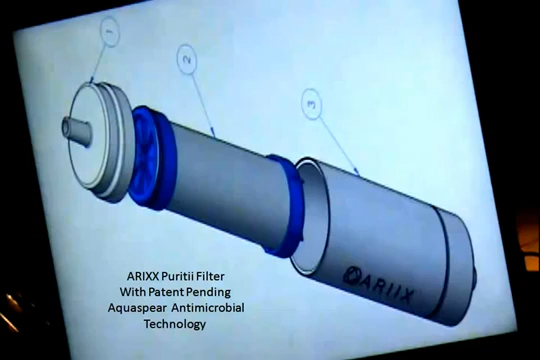 1
2
3
ARIIX
ARIXX Puritii Filter
With Patent Pending
Aquaspear Antimicrobial
Technology